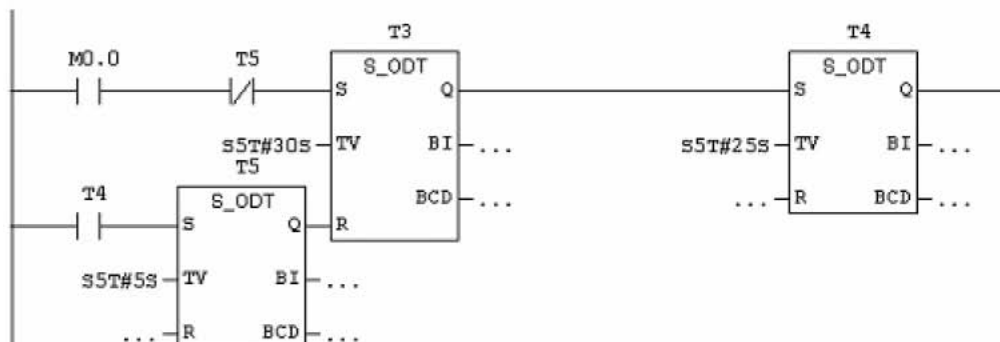 T3 T4
M0.0 T5 S_ODT S_ODT
S Q S Q
S5T#30S TV BI ... S5T#25S TV BI ...
T5
T4 S_ODT BCD ... ... R BCD ...
S Q R
S5T#5S TV BI ...
... R BCD ...